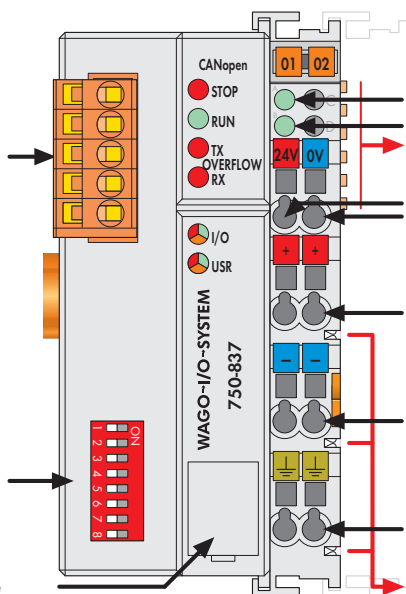 CANopen
STOP
RUN
TX
OVERFLOW
RX
I/O
USR
WAGO~I/O~SYSTEM
750-837
01 02
A C
B D
24V 0V
+ +
– –
ON
1
2
3
4
5
6
7
8